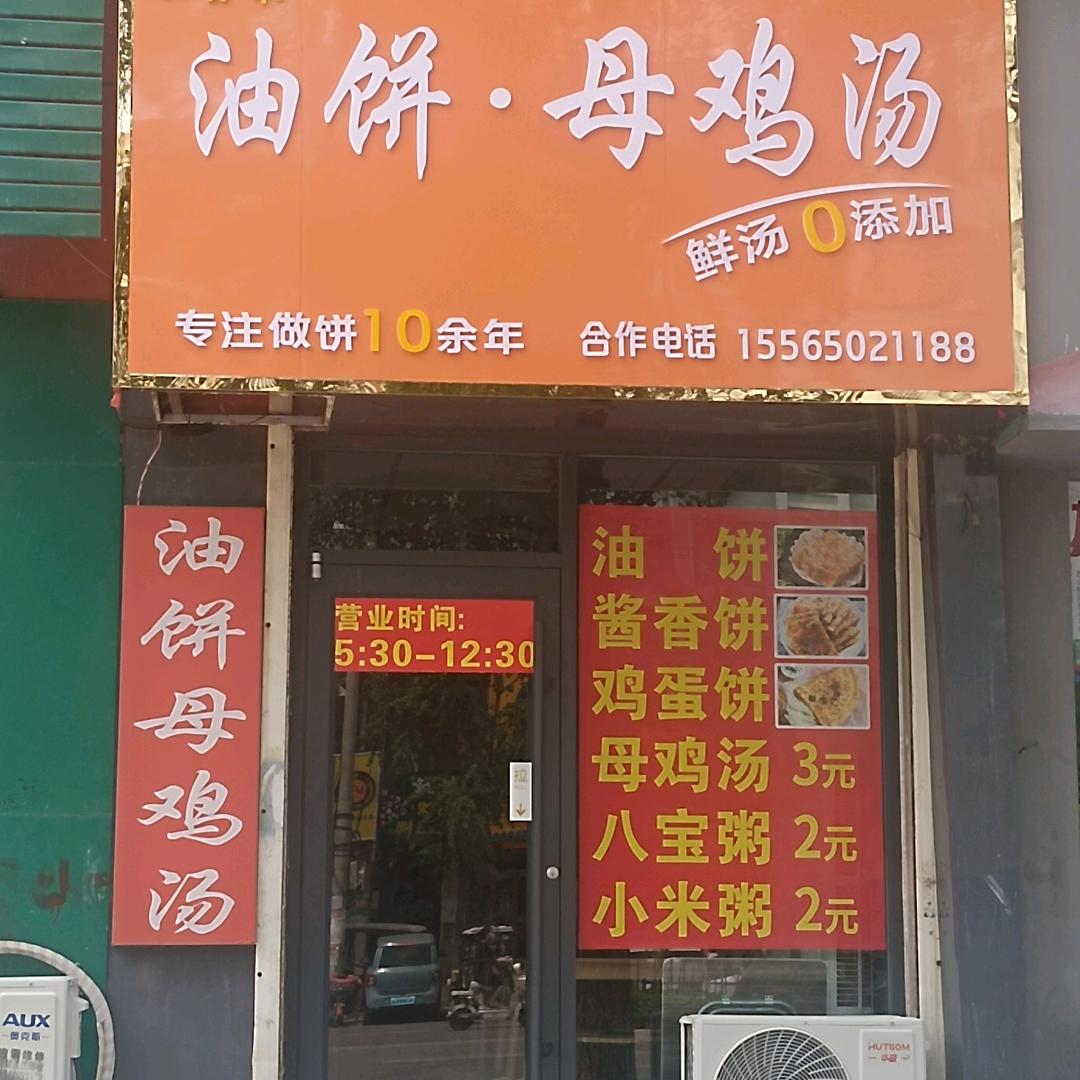 油饼·母鸡汤
鲜汤0添加
专注做饼10余年
合作电话 15565021188
油饼母鸡汤
营业时间:
5:30-12:30
拉
油 饼
酱香饼
鸡蛋饼
母鸡汤 3元
八宝粥 2元
小米粥 2元
AUX
奥克斯